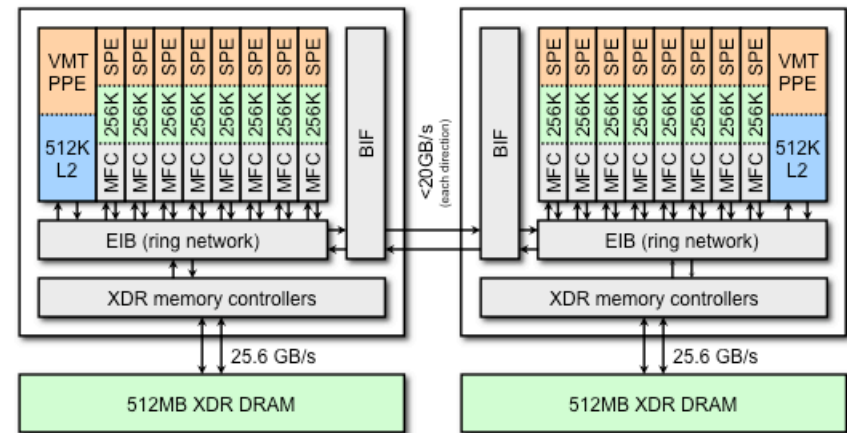 VMT
PPE
512K
L2
SPE
SPE
SPE
SPE
SPE
SPE
SPE
SPE
256K
256K
256K
256K
256K
256K
256K
256K
MFC
MFC
MFC
MFC
MFC
MFC
MFC
MFC
BIF
EIB (ring network)
XDR memory controllers
25.6 GB/s
512MB XDR DRAM
<20GB/s
(each direction)
BIF
SPE
SPE
SPE
SPE
SPE
SPE
SPE
SPE
256K
256K
256K
256K
256K
256K
256K
256K
MFC
MFC
MFC
MFC
MFC
MFC
MFC
MFC
VMT
PPE
512K
L2
EIB (ring network)
XDR memory controllers
25.6 GB/s
512MB XDR DRAM